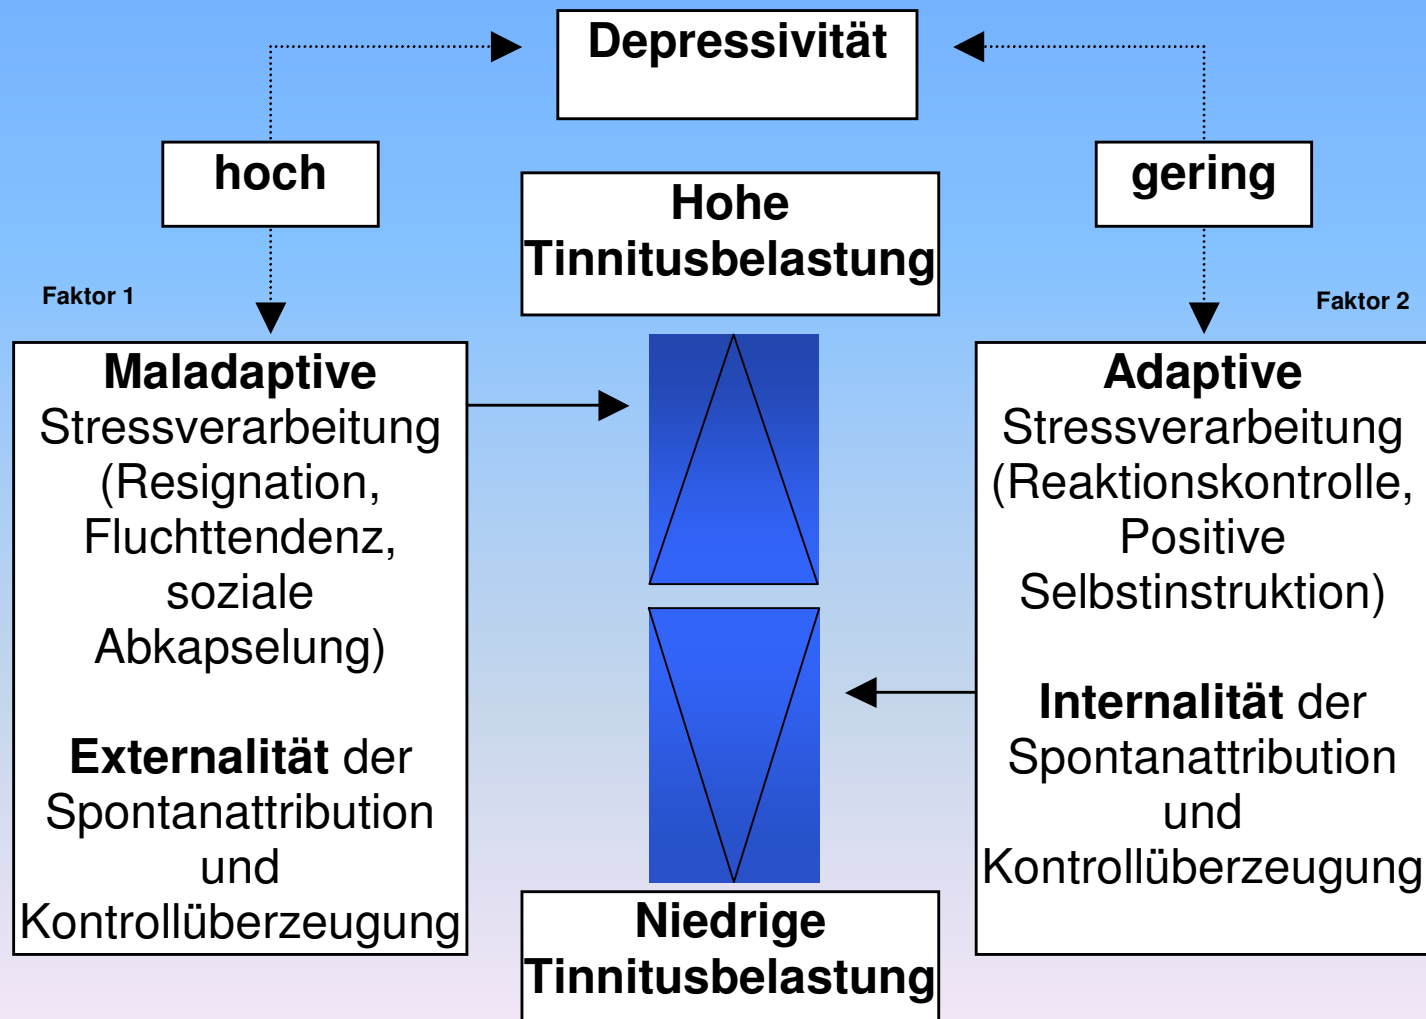 Depressivität
hoch
gering
Hohe
Tinnitusbelastung
Faktor 1
Faktor 2
Maladaptive
Stressverarbeitung
(Resignation,
Fluchttendenz,
soziale
Abkapselung)
Externalität der
Spontanattribution
und
Kontrollüberzeugung
Adaptive
Stressverarbeitung
(Reaktionskontrolle,
Positive
Selbstinstruktion)
Internalität der
Spontanattribution
und
Kontrollüberzeugung
Niedrige
Tinnitusbelastung